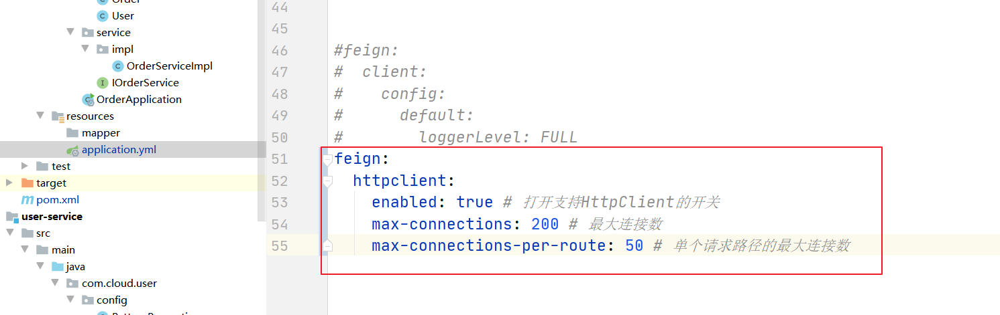 Order
User
service
impl
OrderServiceImpl
IOrderService
OrderApplication
resources
mapper
application.yml
test
target
pom.xml
user-service
src
main
java
com.cloud.user
config
44
45
46 #feign:
47 #  client:
48 #    config:
49 #      default:
50 #        loggerLevel: FULL
51 feign:
52   httpclient:
53     enabled: true # 打开支持HttpClient的开关
54     max-connections: 200 # 最大连接数
55     max-connections-per-route: 50 # 单个请求路径的最大连接数